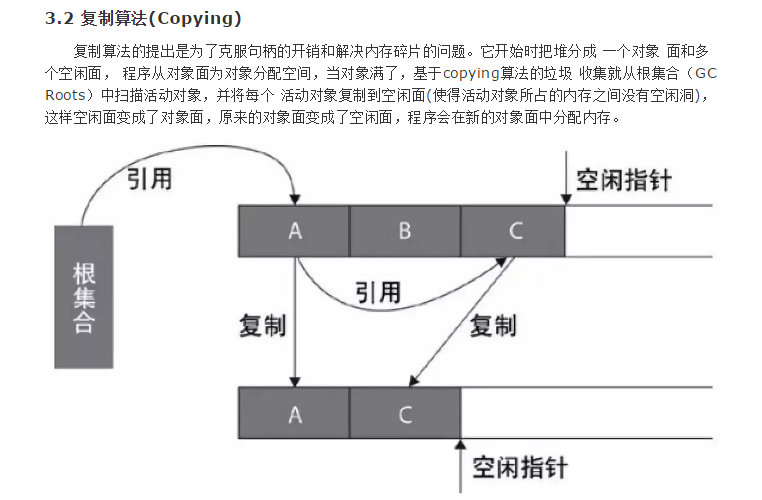 3.2 复制算法(Copying)
复制算法的提出是为了克服句柄的开销和解决内存碎片的问题。它开始时把堆分成 一个对象 面和多
个空闲面， 程序从对象面为对象分配空间，当对象满了，基于copying算法的垃圾 收集就从根集合（GC
Roots）中扫描活动对象，并将每个 活动对象复制到空闲面(使得活动对象所占的内存之间没有空闲洞)，
这样空闲面变成了对象面，原来的对象面变成了空闲面，程序会在新的对象面中分配内存。
引用
空闲指针
A B C
根集合
引用
复制 复制
A C
空闲指针